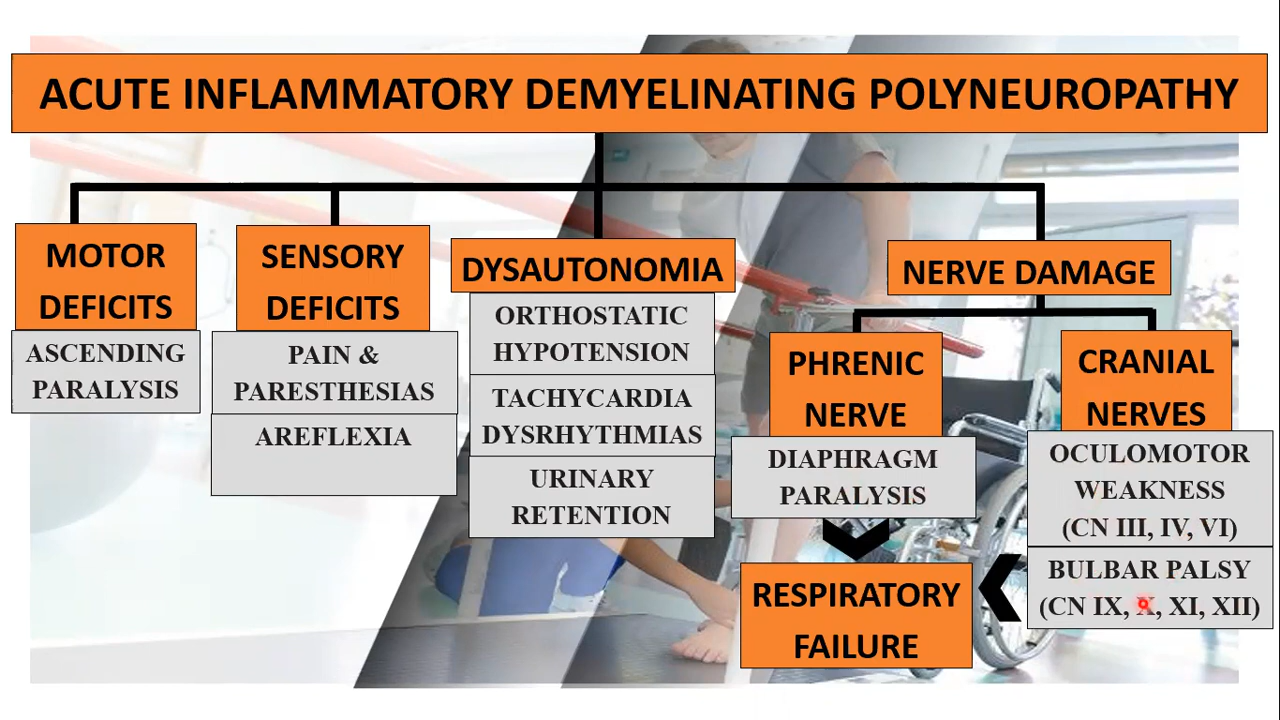 ACUTE INFLAMMATORY DEMYELINATING POLYNEUROPATHY
MOTOR
DEFICITS
ASCENDING
PARALYSIS
SENSORY
DEFICITS
PAIN &
PARESTHESIAS
AREFLEXIA
DYSAUTONOMIA
ORTHOSTATIC
HYPOTENSION
TACHYCARDIA
DYSRHYTHMIAS
URINARY
RETENTION
NERVE DAMAGE
PHRENIC
NERVE
DIAPHRAGM
PARALYSIS
CRANIAL
NERVES
OCULOMOTOR
WEAKNESS
(CN III, IV, VI)
BULBAR PALSY
(CN IX, X, XI, XII)
RESPIRATORY
FAILURE